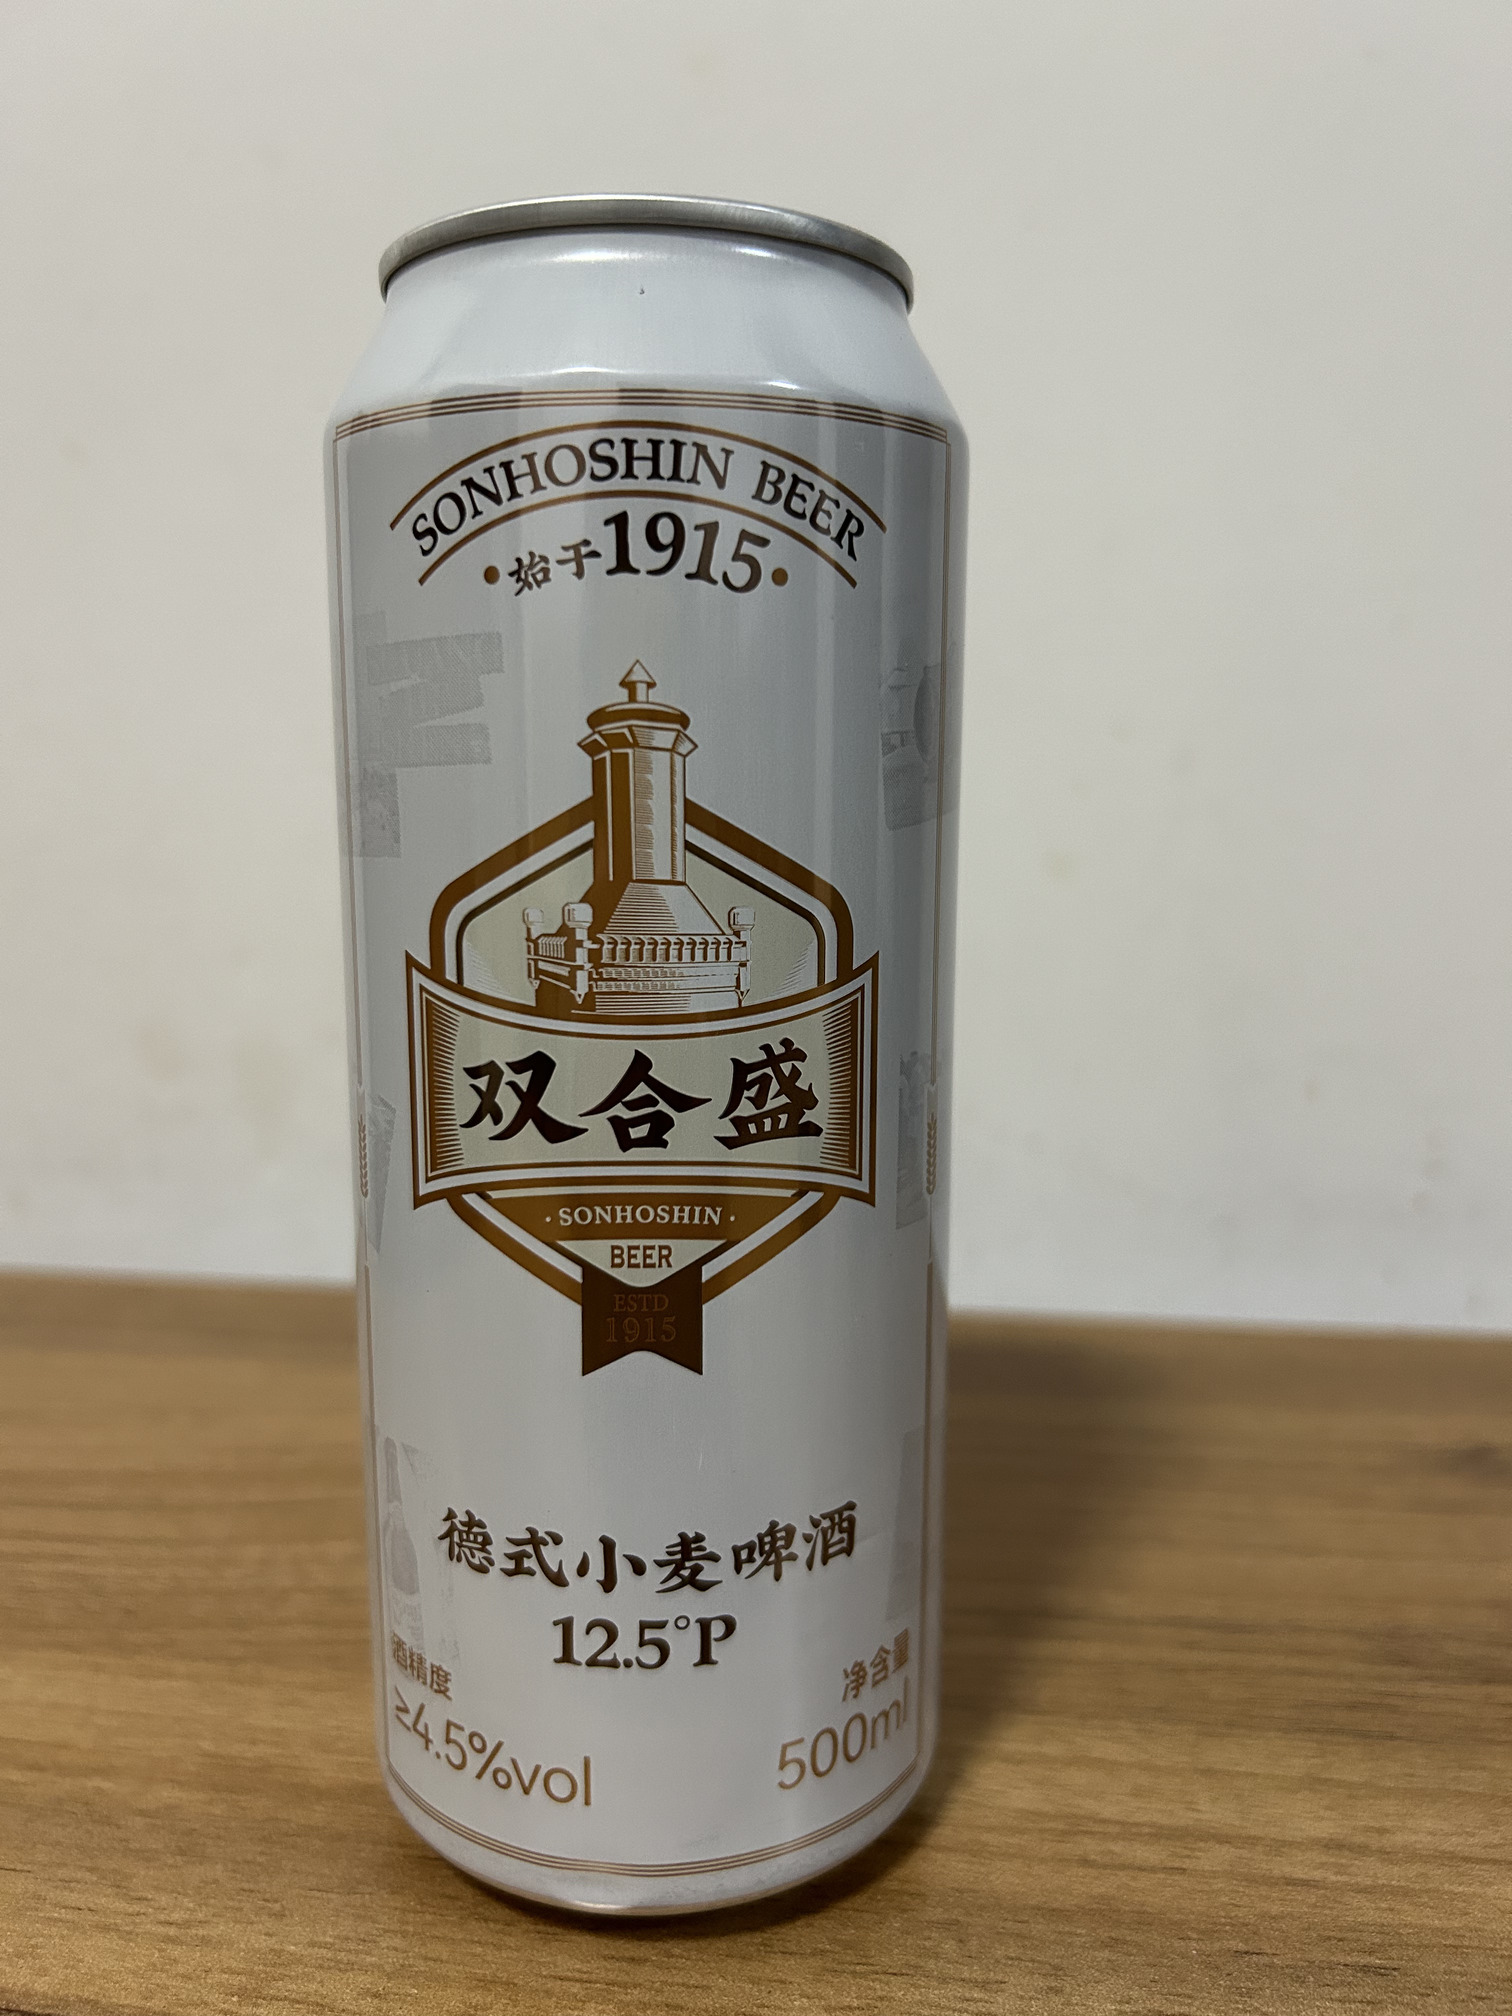 SONHOSHIN BEER
·始于1915·
双合盛
·SONHOSHIN·
BEER
ESTD
1915
德式小麦啤酒
12.5°P
酒精度
≥4.5%vol
净含量
500ml